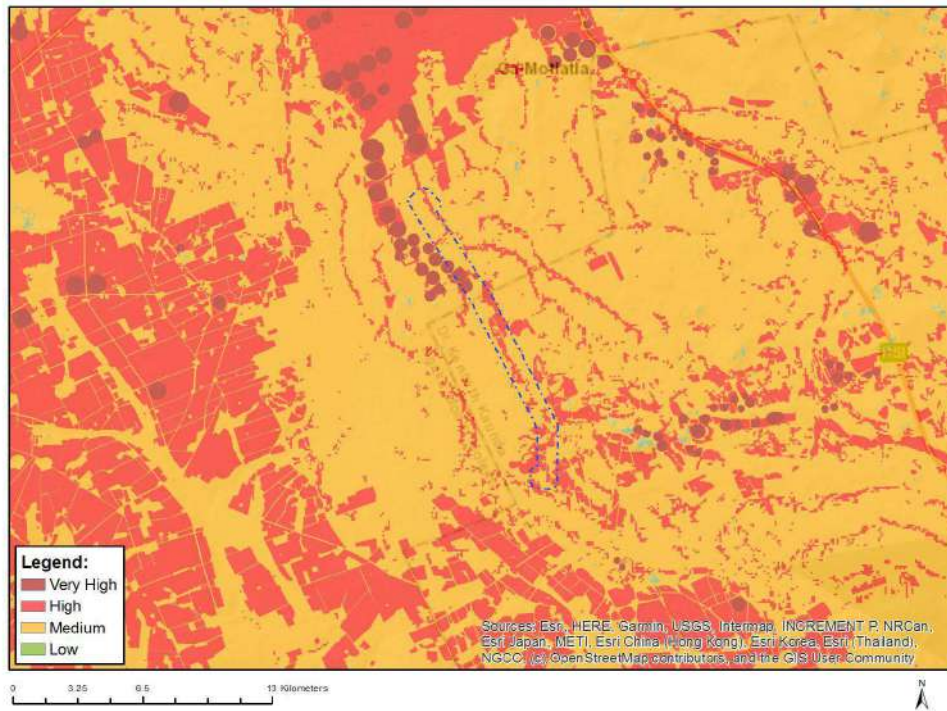 Ga-Motlatla
Legend:
Very High
High
Medium
Low
Sources: Esri, HERE, Garmin, USGS, Intermap, INCREMENT P, NRCan,
Esri Japan, METI, Esri China (Hong Kong), Esri Korea, Esri (Thailand),
NGCC, (c) OpenStreetMap contributors, and the GIS User Community
0 3.25 6.5 13 Kilometers
N